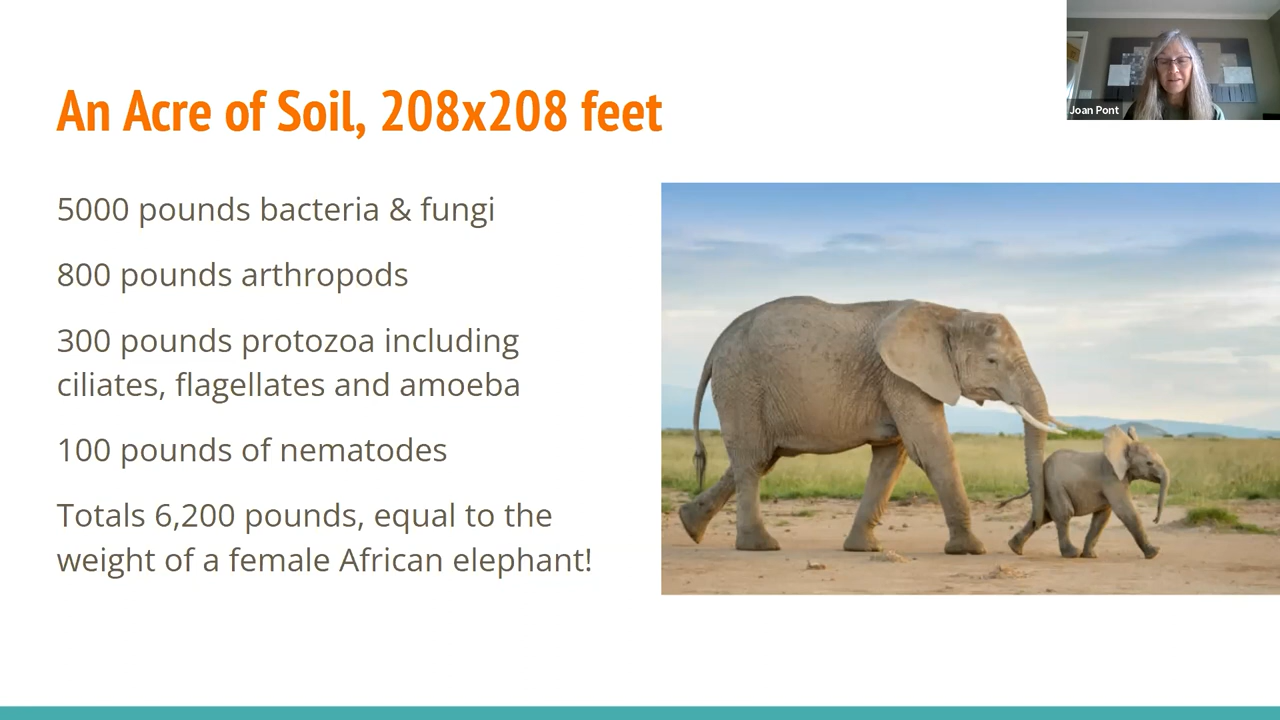 An Acre of Soil, 208x208 feet
Joan Pont
5000 pounds bacteria & fungi
800 pounds arthropods
300 pounds protozoa including
ciliates, flagellates and amoeba
100 pounds of nematodes
Totals 6,200 pounds, equal to the
weight of a female African elephant!